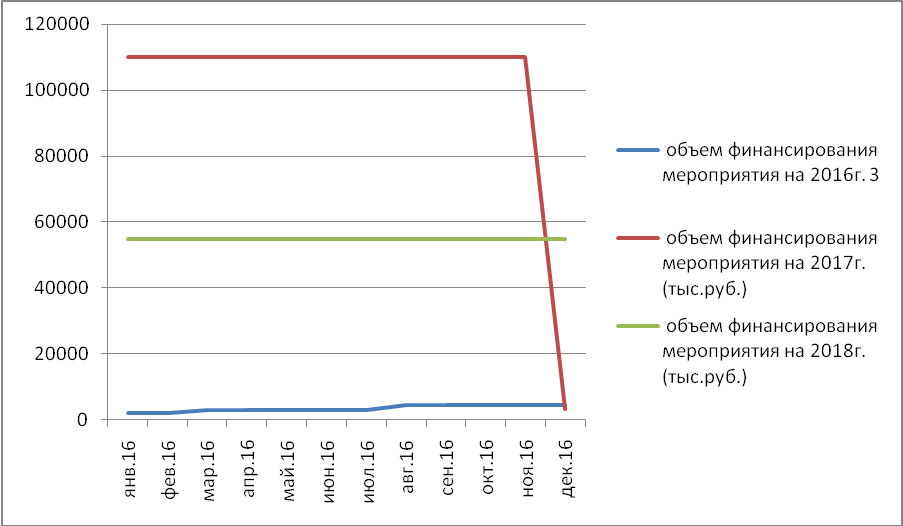 120000
100000
80000
60000
40000
20000
0
янв.16
фев.16
мар.16
апр.16
май.16
июн.16
июл.16
авг.16
сен.16
окт.16
ноя.16
дек.16
объем финансирования
мероприятия на 2016г. 3
объем финансирования
мероприятия на 2017г.
(тыс.руб.)
объем финансирования
мероприятия на 2018г.
(тыс.руб.)